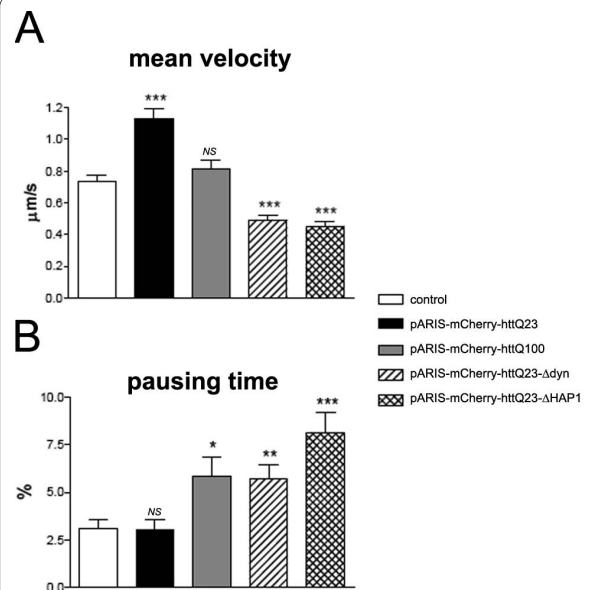 A
mean velocity
1.2
1.0
0.8
0.6
0.4
0.2
0.0
μm/s
***
NS
***
***
control
pARIS-mCherry-httQ23
pARIS-mCherry-httQ100
pARIS-mCherry-httQ23-Δdyn
pARIS-mCherry-httQ23-ΔHAP1
B
pausing time
10.0
7.5
5.0
2.5
0.0
%
NS
*
**
***